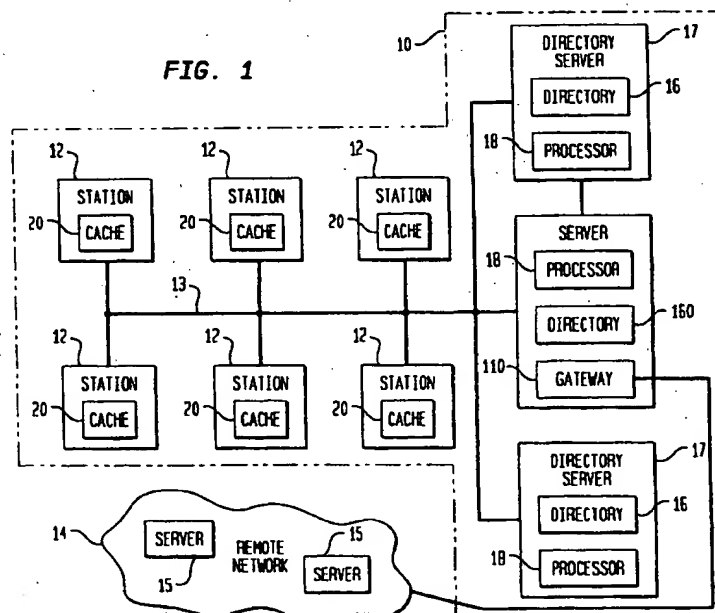 FIG. 1
10
17
DIRECTORY
SERVER
DIRECTORY
16
18
PROCESSOR
12
12
12
STATION
STATION
STATION
20
CACHE
20
CACHE
20
CACHE
SERVER
18
PROCESSOR
13
DIRECTORY
160
12
12
12
STATION
STATION
STATION
110
GATEWAY
20
CACHE
20
CACHE
20
CACHE
17
DIRECTORY
SERVER
DIRECTORY
16
18
PROCESSOR
14
SERVER
15
REMOTE
NETWORK
15
SERVER